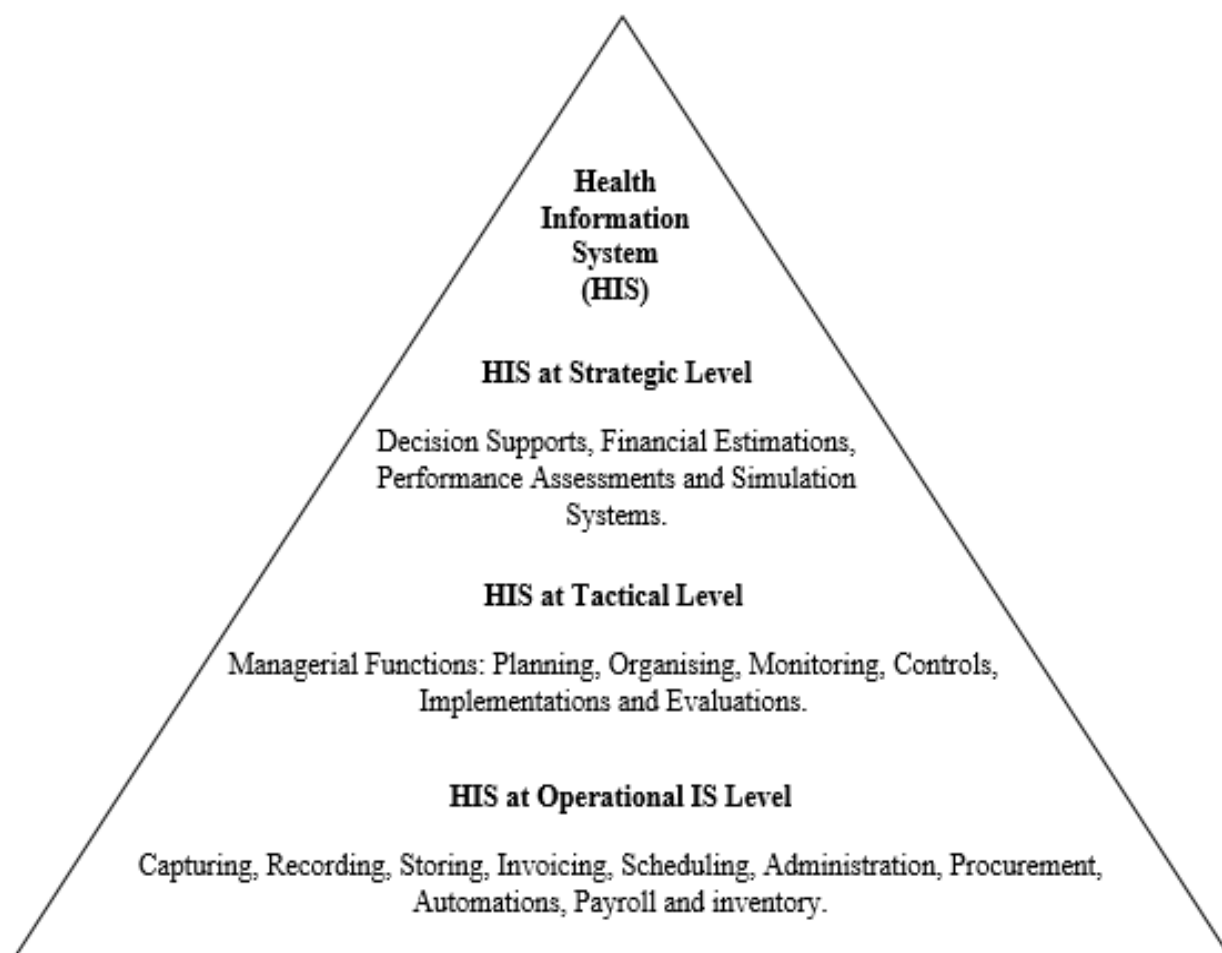 Health
Information
System
(HIS)
HIS at Strategic Level
Decision Supports, Financial Estimations,
Performance Assessments and Simulation
Systems.
HIS at Tactical Level
Managerial Functions: Planning, Organising, Monitoring, Controls,
Implementations and Evaluations.
HIS at Operational IS Level
Capturing, Recording, Storing, Invoicing, Scheduling, Administration, Procurement,
Automations, Payroll and inventory.